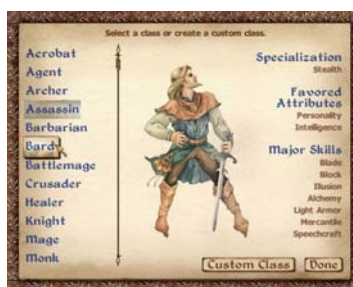 Select a class or create a custom class.
Acrobat
Agent
Archer
Assassin
Barbarian
Bard
Battlemage
Crusader
Healer
Knight
Mage
Monk
Specialization
Stealth
Favored
Attributes
Personality
Intelligence
Major Skills
Blade
Block
Illusion
Alchemy
Light Armor
Mercantile
Speechcraft
Custom Class
Done